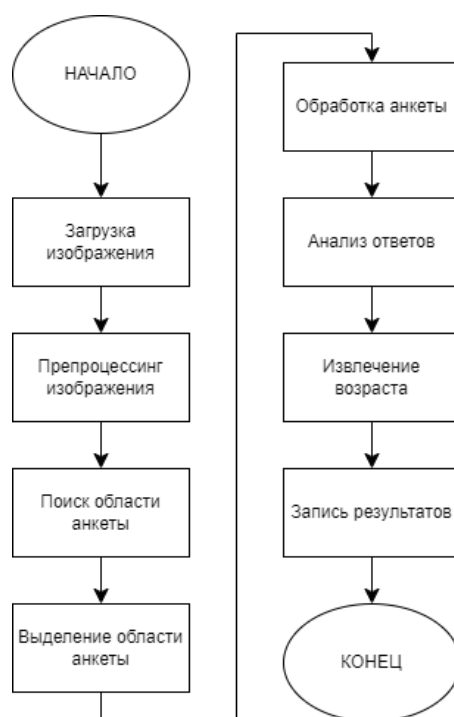 НАЧАЛО
Загрузка
изображения
Препроцессинг
изображения
Поиск области
анкеты
Выделение области
анкеты
Обработка анкеты
Анализ ответов
Извлечение
возраста
Запись результатов
КОНЕЦ